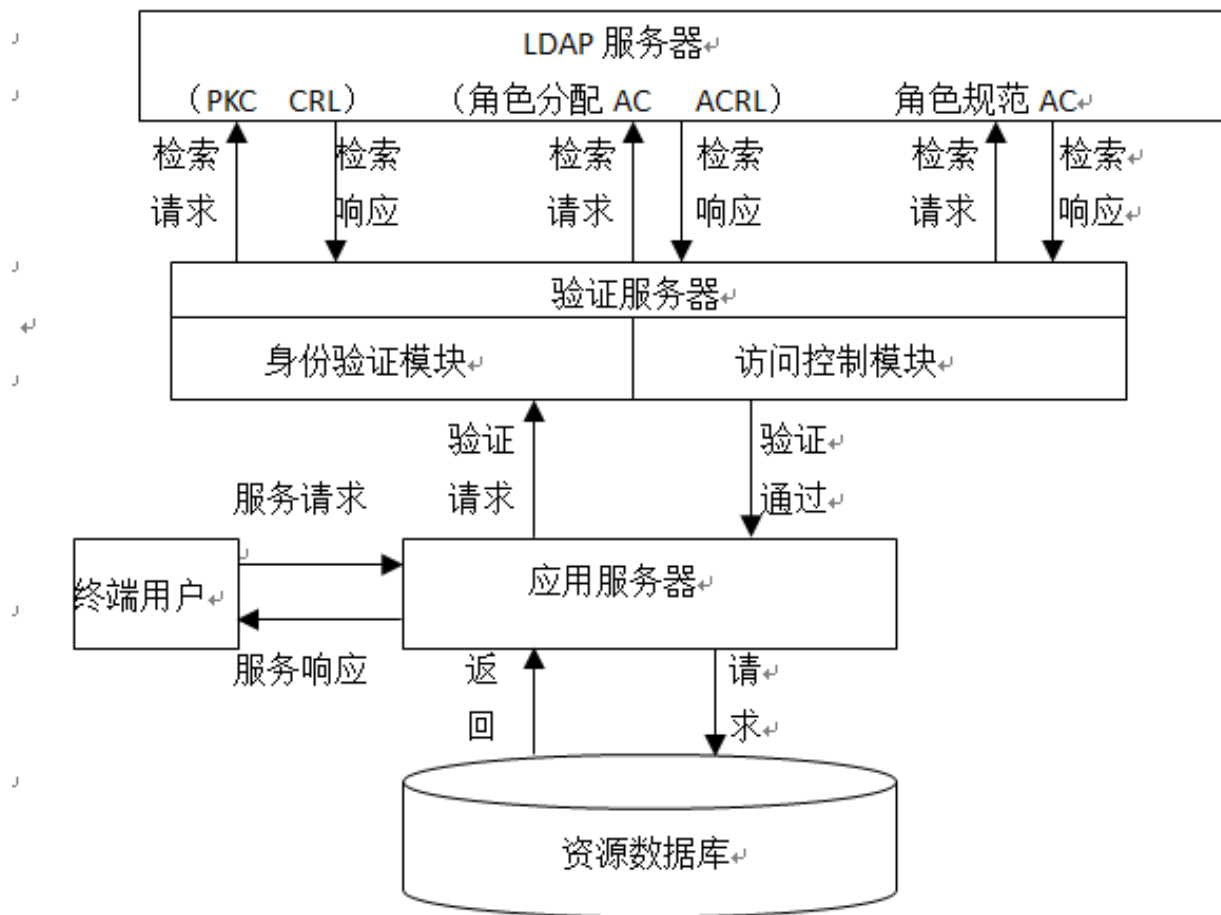 LDAP 服务器
（PKC CRL） （角色分配 AC ACRL） 角色规范 AC
检索 检索 检索 检索 检索 检索
请求 响应 请求 响应 请求 响应
验证服务器
身份验证模块 访问控制模块
验证 验证
服务请求 请求 通过
终端用户 应用服务器
服务响应 返 请
回 求
资源数据库